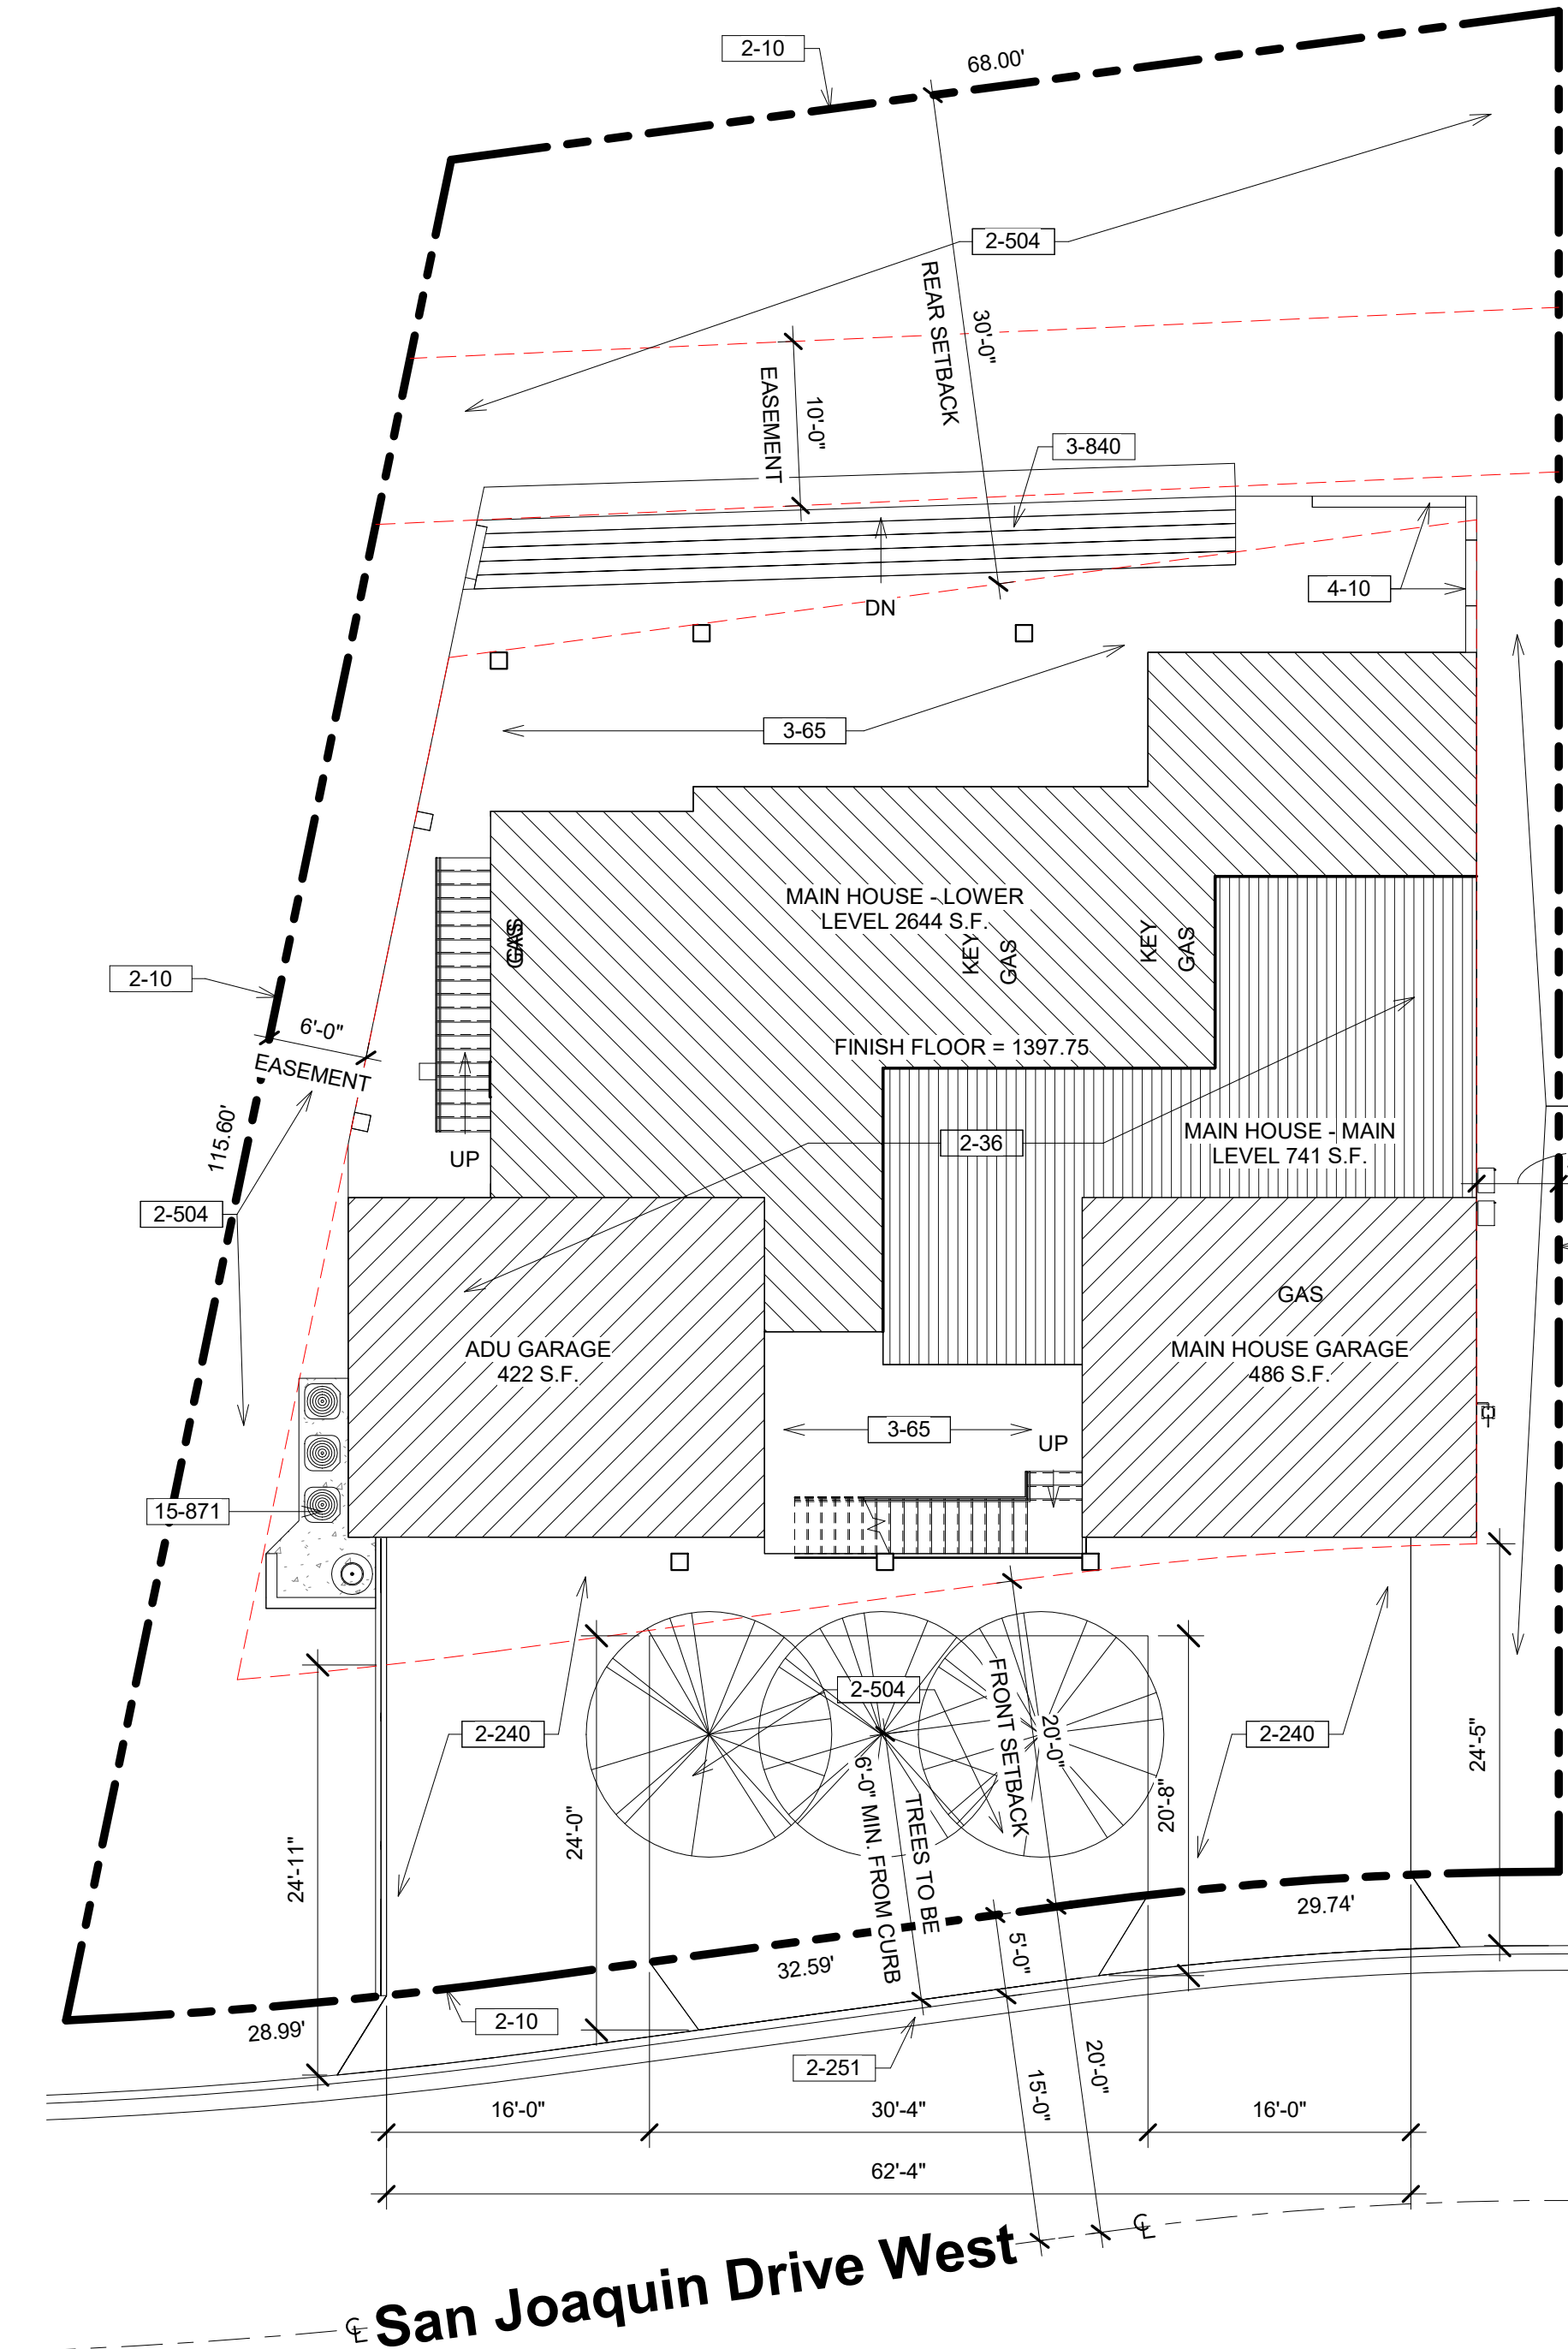 2-10
68.00'
2-504
REAR SETBACK
30'-0"
EASEMENT
10'-0"
3-840
4-10
DN
3-65
MAIN HOUSE - LOWER
LEVEL 2644 S.F.
GAS
GAS
KEY
GAS
KEY
GAS
2-10
6'-0"
EASEMENT
FINISH FLOOR = 1397.75
115.60'
2-36
MAIN HOUSE - MAIN
LEVEL 741 S.F.
UP
2-504
GAS
ADU GARAGE
422 S.F.
MAIN HOUSE GARAGE
486 S.F.
3-65
UP
15-871
2-504
FRONT SETBACK
20'-0"
2-240
2-240
24'-5"
24'-0"
6'-0" MIN. FROM CURB
TREES TO BE
20'-8"
24'-11"
29.74'
5'-0"
32.59'
2-10
28.99'
2-251
20'-0"
15'-0"
16'-0"
30'-4"
16'-0"
62'-4"
℄
San Joaquin Drive West
℄